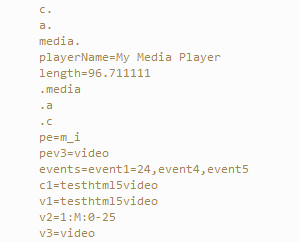 c.
a.
media.
playerName=My Media Player
length=96.711111
.media
.a
.c
pe=m_i
pev3=video
events=event1=24,event4,event5
c1=testhtml5video
v1=testhtml5video
v2=1:M:0-25
v3=video